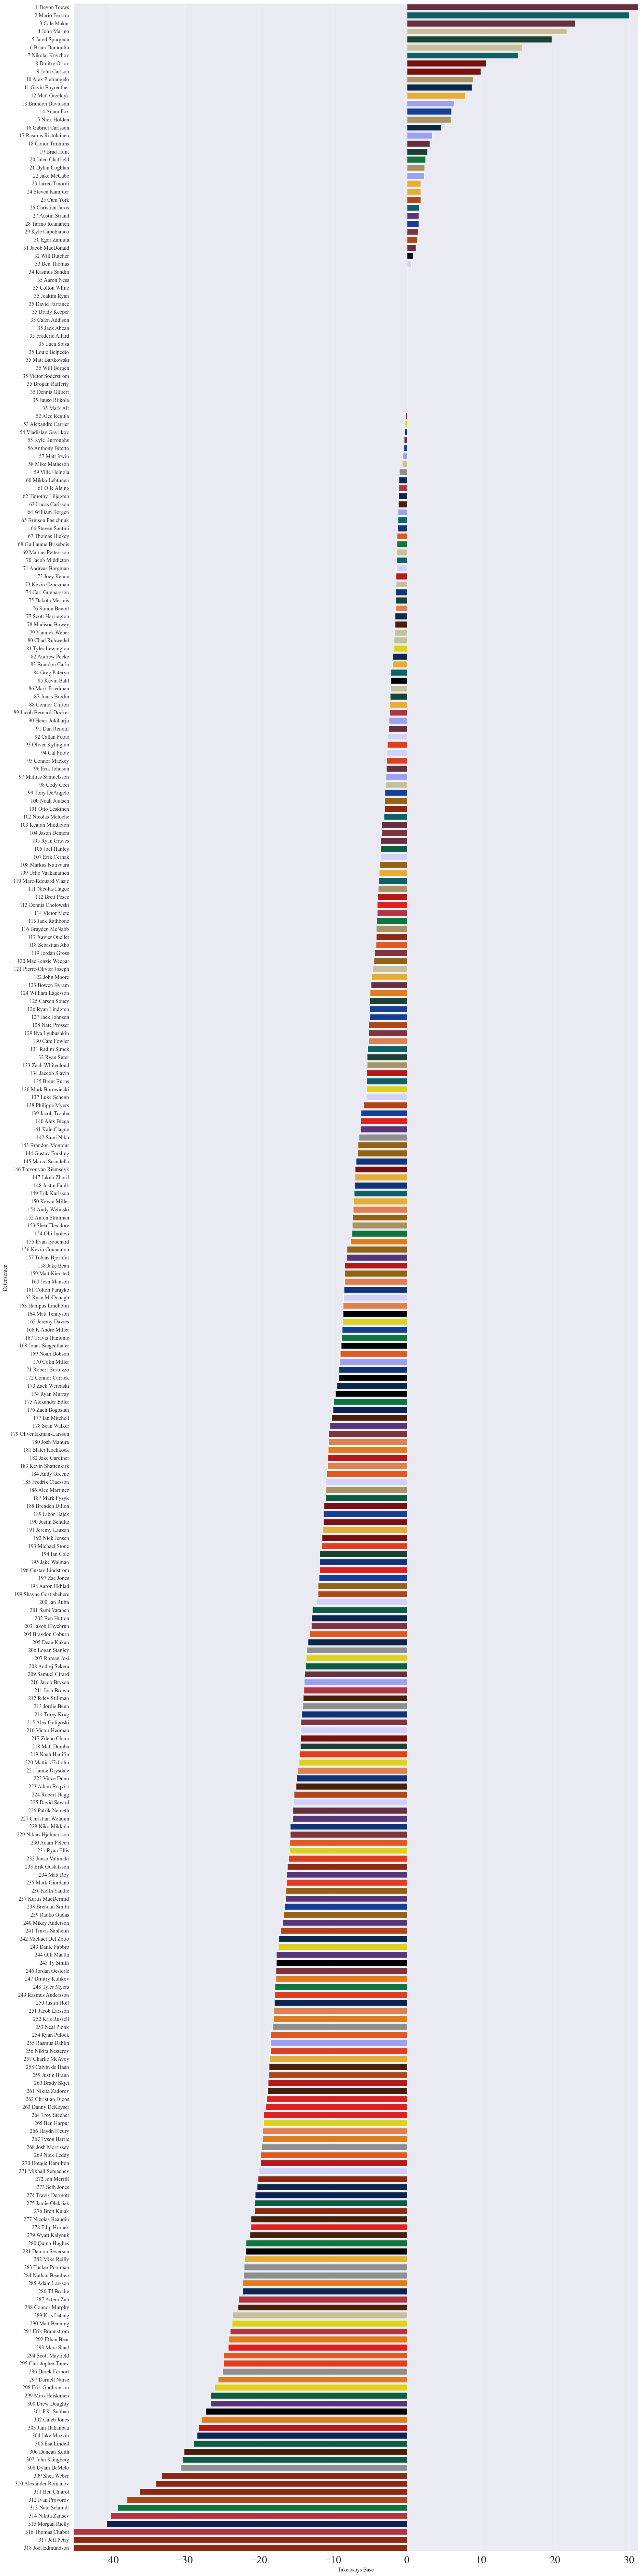 1 Devon Toews
2 Mario Ferraro
3 Cale Makar
4 John Marino
5 Jared Spurgeon
6 Brian Dumoulin
7 Nikolai Knyzhov
8 Dmitry Orlov
9 John Carlson
10 Alex Pietrangelo
11 Gavin Bayreuther
12 Matt Grzelcyk
13 Brandon Davidson
14 Adam Fox
15 Nick Holden
16 Gabriel Carlsson
17 Rasmus Ristolainen
18 Conor Timmins
19 Brad Hunt
20 Jalen Chatfield
21 Dylan Coghlan
22 Jake McCabe
23 Jarred Tinordi
24 Steven Kampfer
25 Cam York
26 Christian Jaros
27 Austin Strand
28 Tarmo Reunanen
29 Kyle Capobianco
30 Egor Zamula
31 Jacob MacDonald
32 Will Butcher
33 Ben Thomas
34 Rasmus Sandin
35 Aaron Ness
35 Colton White
35 Joakim Ryan
35 David Farrance
35 Brady Keeper
35 Calen Addison
35 Jack Ahcan
35 Frederic Allard
35 Luca Sbisa
35 Louie Belpedio
35 Matt Bartkowski
35 Will Borgen
35 Victor Soderstrom
35 Brogan Rafferty
35 Dennis Gilbert
35 Juuso Riikola
35 Mark Alt
52 Alec Regula
53 Alexandre Carrier
54 Vladislav Gavrikov
55 Kyle Burroughs
56 Anthony Bitetto
57 Matt Irwin
58 Mike Matheson
59 Ville Heinola
60 Mikko Lehtonen
61 Olle Alsing
62 Timothy Liljegren
63 Lucas Carlsson
64 William Borgen
65 Brinson Pasichnuk
66 Steven Santini
67 Thomas Hickey
68 Guillaume Brisebois
69 Marcus Pettersson
70 Jacob Middleton
71 Andreas Borgman
72 Joey Keane
73 Kevin Czuczman
74 Carl Gunnarsson
75 Dakota Mermis
76 Simon Benoit
77 Scott Harrington
78 Madison Bowey
79 Yannick Weber
80 Chad Ruhwedel
81 Tyler Lewington
82 Andrew Peeke
83 Brandon Carlo
84 Greg Pateryn
85 Kevin Bahl
86 Mark Friedman
87 Jonas Brodin
88 Connor Clifton
89 Jacob Bernard-Docker
90 Henri Jokiharju
91 Dan Renouf
92 Callan Foote
93 Oliver Kylington
94 Cal Foote
95 Connor Mackey
96 Erik Johnson
97 Mattias Samuelsson
98 Cody Ceci
99 Tony DeAngelo
100 Noah Juulsen
101 Otto Leskinen
102 Nicolas Meloche
103 Keaton Middleton
104 Jason Demers
105 Ryan Graves
106 Joel Hanley
107 Erik Cernak
108 Markus Nutivaara
109 Urho Vaakanainen
110 Marc-Edouard Vlasic
111 Nicolas Hague
112 Brett Pesce
113 Dennis Cholowski
114 Victor Mete
115 Jack Rathbone
116 Brayden McNabb
117 Xavier Ouellet
118 Sebastian Aho
119 Jordan Gross
120 MacKenzie Weegar
121 Pierre-Olivier Joseph
122 John Moore
123 Bowen Byram
124 William Lagesson
125 Carson Soucy
126 Ryan Lindgren
127 Jack Johnson
128 Nate Prosser
129 Ilya Lyubushkin
130 Cam Fowler
131 Radim Simek
132 Ryan Suter
133 Zach Whitecloud
134 Jaccob Slavin
135 Brent Burns
136 Mark Borowiecki
137 Luke Schenn
138 Philippe Myers
139 Jacob Trouba
140 Alex Biega
141 Kale Clague
142 Sami Niku
143 Brandon Montour
144 Gustav Forsling
145 Marco Scandella
146 Trevor van Riemsdyk
147 Jakub Zboril
148 Justin Faulk
149 Erik Karlsson
150 Kevan Miller
151 Andy Welinski
152 Anton Stralman
153 Shea Theodore
154 Olli Juolevi
155 Evan Bouchard
156 Kevin Connauton
157 Tobias Bjornfot
158 Jake Bean
159 Matt Kiersted
160 Josh Manson
161 Colton Parayko
162 Ryan McDonagh
163 Hampus Lindholm
164 Matt Tennyson
165 Jeremy Davies
166 K'Andre Miller
167 Travis Hamonic
168 Jonas Siegenthaler
169 Noah Dobson
170 Colin Miller
171 Robert Bortuzzo
172 Connor Carrick
173 Zach Werenski
174 Ryan Murray
175 Alexander Edler
176 Zach Bogosian
177 Ian Mitchell
178 Sean Walker
179 Oliver Ekman-Larsson
180 Josh Mahura
181 Slater Koekkoek
182 Jake Gardiner
183 Kevin Shattenkirk
184 Andy Greene
185 Fredrik Claesson
186 Alec Martinez
187 Mark Pysyk
188 Brenden Dillon
189 Libor Hajek
190 Justin Schultz
191 Jeremy Lauzon
192 Nick Jensen
193 Michael Stone
194 Ian Cole
195 Jake Walman
196 Gustav Lindstrom
197 Zac Jones
198 Aaron Ekblad
199 Shayne Gostisbehere
200 Jan Rutta
201 Sami Vatanen
202 Ben Hutton
203 Jakob Chychrun
204 Braydon Coburn
205 Dean Kukan
206 Logan Stanley
207 Roman Josi
208 Andrej Sekera
209 Samuel Girard
210 Jacob Bryson
211 Josh Brown
212 Riley Stillman
213 Jordie Benn
214 Torey Krug
215 Alex Goligoski
216 Victor Hedman
217 Zdeno Chara
218 Matt Dumba
219 Noah Hanifin
220 Mattias Ekholm
221 Jamie Drysdale
222 Vince Dunn
223 Adam Boqvist
224 Robert Hagg
225 David Savard
226 Patrik Nemeth
227 Christian Wolanin
228 Niko Mikkola
229 Niklas Hjalmarsson
230 Adam Pelech
231 Ryan Ellis
232 Juuso Valimaki
233 Erik Gustafsson
234 Matt Roy
235 Mark Giordano
236 Keith Yandle
237 Kurtis MacDermid
238 Brendan Smith
239 Radko Gudas
240 Mikey Anderson
241 Travis Sanheim
242 Michael Del Zotto
243 Dante Fabbro
244 Olli Maatta
245 Ty Smith
246 Jordan Oesterle
247 Dmitry Kulikov
248 Tyler Myers
249 Rasmus Andersson
250 Justin Holl
251 Jacob Larsson
252 Kris Russell
253 Neal Pionk
254 Ryan Pulock
255 Rasmus Dahlin
256 Nikita Nesterov
257 Charlie McAvoy
258 Calvin de Haan
259 Justin Braun
260 Brady Skjei
261 Nikita Zadorov
262 Christian Djoos
263 Danny DeKeyser
264 Troy Stecher
265 Ben Harpur
266 Haydn Fleury
267 Tyson Barrie
268 Josh Morrissey
269 Nick Leddy
270 Dougie Hamilton
271 Mikhail Sergachev
272 Jon Merrill
273 Seth Jones
274 Travis Dermott
275 Jamie Oleksiak
276 Brett Kulak
277 Nicolas Beaudin
278 Filip Hronek
279 Wyatt Kalynuk
280 Quinn Hughes
281 Damon Severson
282 Mike Reilly
283 Tucker Poolman
284 Nathan Beaulieu
285 Adam Larsson
286 TJ Brodie
287 Artem Zub
288 Connor Murphy
289 Kris Letang
290 Matt Benning
291 Erik Brannstrom
292 Ethan Bear
293 Marc Staal
294 Scott Mayfield
295 Christopher Tanev
296 Derek Forbort
297 Darnell Nurse
298 Erik Gudbranson
299 Miro Heiskanen
300 Drew Doughty
301 P.K. Subban
302 Caleb Jones
303 Jani Hakanpaa
304 Jake Muzzin
305 Esa Lindell
306 Duncan Keith
307 John Klingberg
308 Dylan DeMelo
309 Shea Weber
310 Alexander Romanov
311 Ben Chiarot
312 Ivan Provorov
313 Nate Schmidt
314 Nikita Zaitsev
315 Morgan Rielly
316 Thomas Chabot
317 Jeff Petry
318 Joel Edmundson
Defensemen
−40 −30 −20 −10 0 10 20 30
Takeaways Base